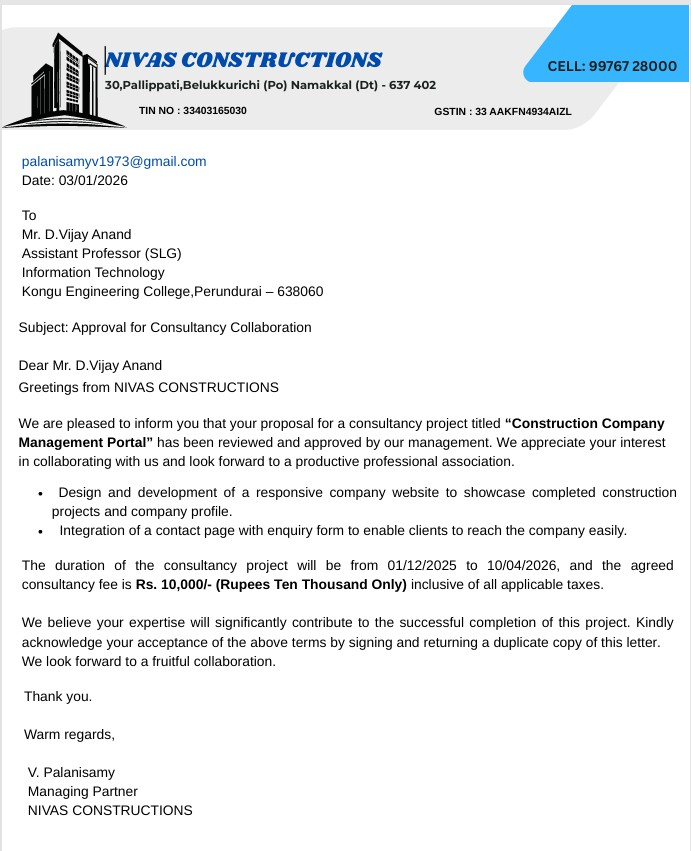 NIVAS CONSTRUCTIONS
CELL: 99767 28000
30,Pallippati,Belukkurichi (Po) Namakkal (Dt) - 637 402
TIN NO : 33403165030
GSTIN : 33 AAKFN4934AIZL
palanisamyv1973@gmail.com
Date: 03/01/2026
To
Mr. D.Vijay Anand
Assistant Professor (SLG)
Information Technology
Kongu Engineering College,Perundurai – 638060
Subject: Approval for Consultancy Collaboration
Dear Mr. D.Vijay Anand
Greetings from NIVAS CONSTRUCTIONS
We are pleased to inform you that your proposal for a consultancy project titled “Construction Company
Management Portal” has been reviewed and approved by our management. We appreciate your interest
in collaborating with us and look forward to a productive professional association.
• Design and development of a responsive company website to showcase completed construction
projects and company profile.
• Integration of a contact page with enquiry form to enable clients to reach the company easily.
The duration of the consultancy project will be from 01/12/2025 to 10/04/2026, and the agreed
consultancy fee is Rs. 10,000/- (Rupees Ten Thousand Only) inclusive of all applicable taxes.
We believe your expertise will significantly contribute to the successful completion of this project. Kindly
acknowledge your acceptance of the above terms by signing and returning a duplicate copy of this letter.
We look forward to a fruitful collaboration.
Thank you.
Warm regards,
V. Palanisamy
Managing Partner
NIVAS CONSTRUCTIONS